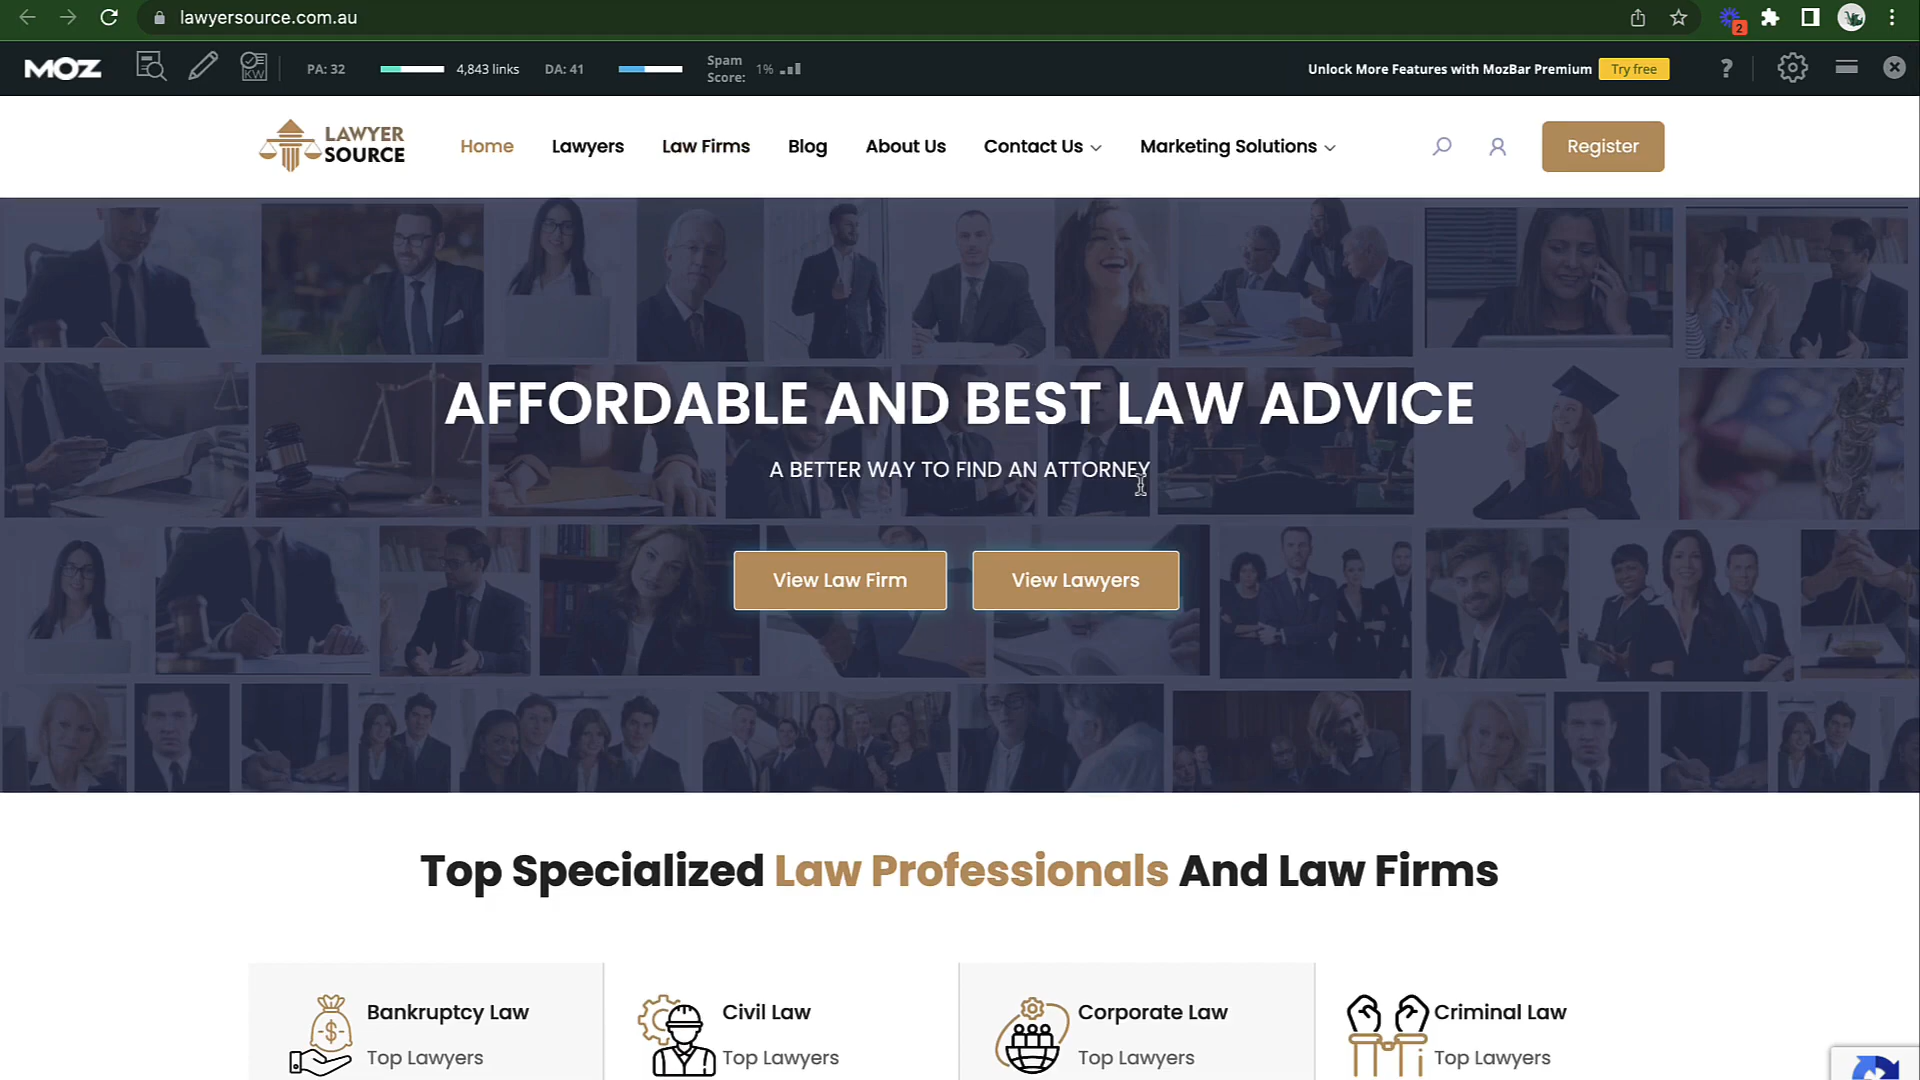 lawyersource.com.au
2
MOZ
KW
PA: 32
4,843 links
DA: 41
Spam
Score:
1%
Unlock More Features with MozBar Premium
Try free
?
LAWYER
SOURCE
Home
Lawyers
Law Firms
Blog
About Us
Contact Us
Marketing Solutions
Register
AFFORDABLE AND BEST LAW ADVICE
A BETTER WAY TO FIND AN ATTORNEY
View Law Firm
View Lawyers
Top Specialized Law Professionals And Law Firms
$
Bankruptcy Law
Top Lawyers
Civil Law
Top Lawyers
Corporate Law
Top Lawyers
Criminal Law
Top Lawyers